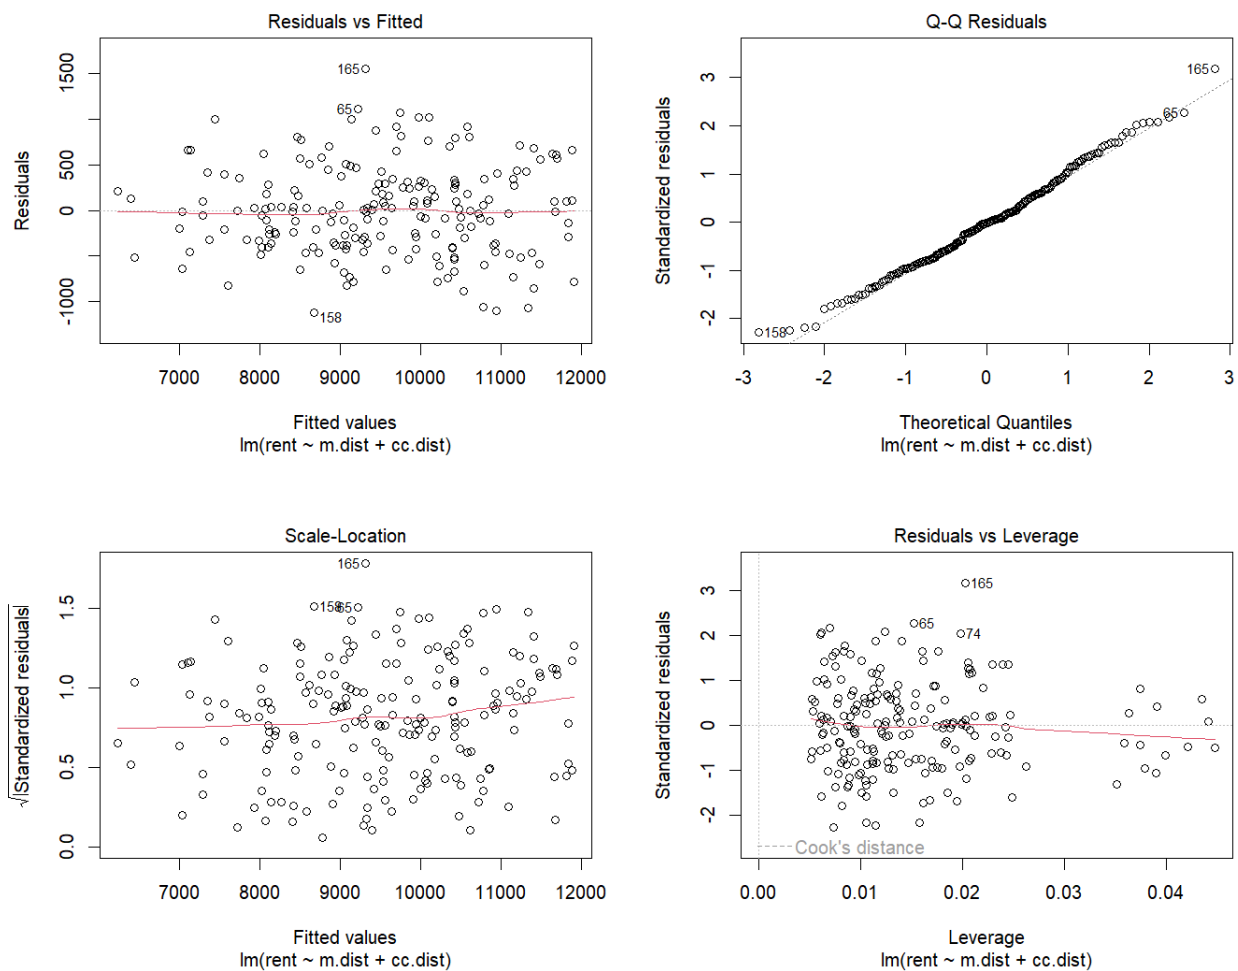 Residuals vs Fitted
Residuals
1500
500
0
-1000
165
65
158
7000 8000 9000 10000 11000 12000
Fitted values
lm(rent ~ m.dist + cc.dist)
Q-Q Residuals
Standardized residuals
3
2
1
0
-1
-2
165
65
158
-3 -2 -1 0 1 2 3
Theoretical Quantiles
lm(rent ~ m.dist + cc.dist)
Scale-Location
√|Standardized residuals|
1.5
1.0
0.5
0.0
165
158
65
7000 8000 9000 10000 11000 12000
Fitted values
lm(rent ~ m.dist + cc.dist)
Residuals vs Leverage
Standardized residuals
3
2
1
0
-1
-2
165
65
74
Cook's distance
0.00 0.01 0.02 0.03 0.04
Leverage
lm(rent ~ m.dist + cc.dist)